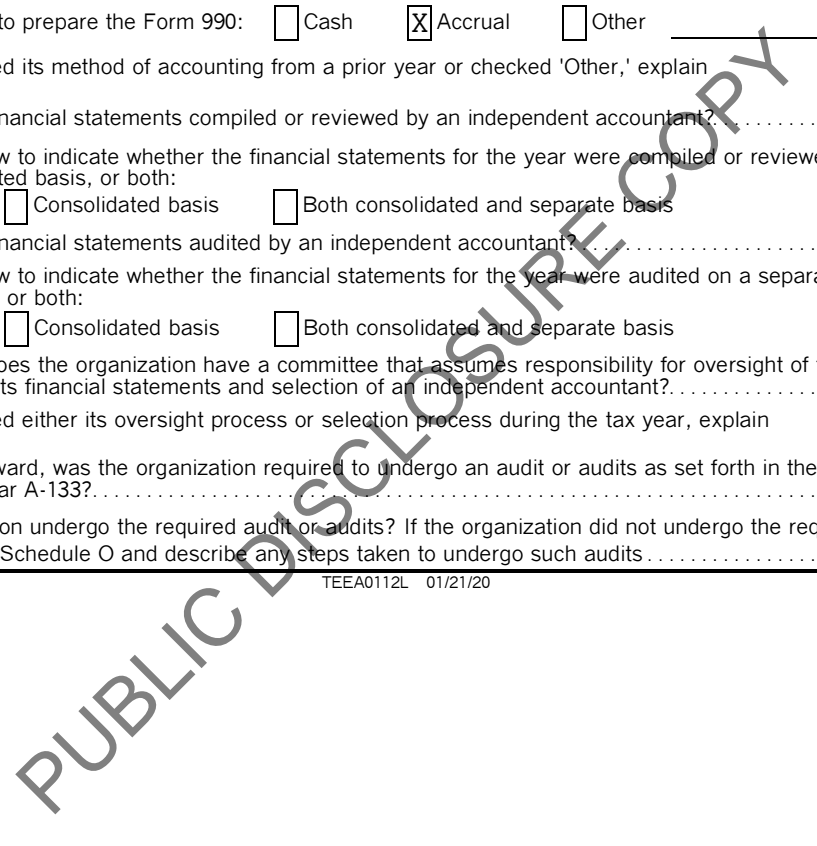 to prepare the Form 990: Cash X Accrual Other
ed its method of accounting from a prior year or checked 'Other,' explain
nancial statements compiled or reviewed by an independent accountant?. . . . . . . . .
w to indicate whether the financial statements for the year were compiled or reviewe
ted basis, or both:
Consolidated basis Both consolidated and separate basis
nancial statements audited by an independent accountant?. . . . . . . . . . . . . . . . . . . . . .
w to indicate whether the financial statements for the year were audited on a separa
or both:
Consolidated basis Both consolidated and separate basis
oes the organization have a committee that assumes responsibility for oversight of t
ts financial statements and selection of an independent accountant?. . . . . . . . . . . . . .
ed either its oversight process or selection process during the tax year, explain
ward, was the organization required to undergo an audit or audits as set forth in the
ar A-133?. . . . . . . . . . . . . . . . . . . . . . . . . . . . . . . . . . . . . . . . . . . . . . . . . . . . . . . . . . . . . . . . . . .
on undergo the required audit or audits? If the organization did not undergo the req
Schedule O and describe any steps taken to undergo such audits . . . . . . . . . . . . . . . .
TEEA0112L 01/21/20
PUBLIC DISCLOSURE COPY